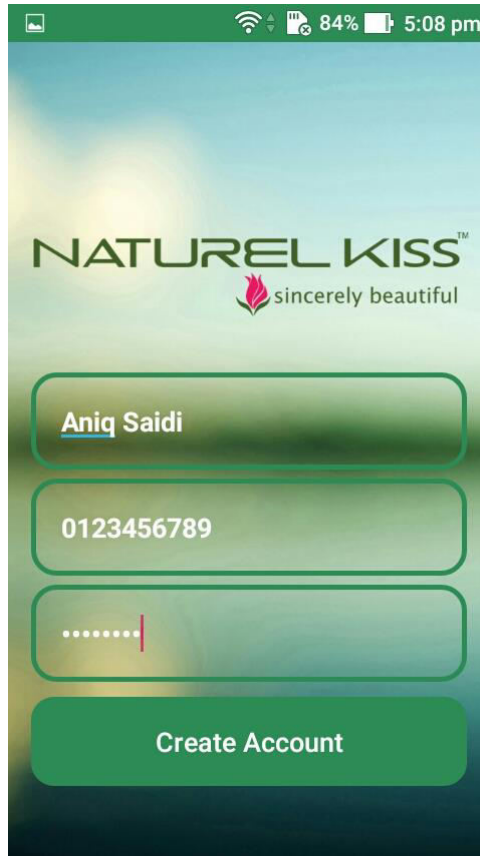 84% 5:08 pm
NATUREL KISS™
sincerely beautiful
Aniq Saidi
0123456789
••••••••
Create Account